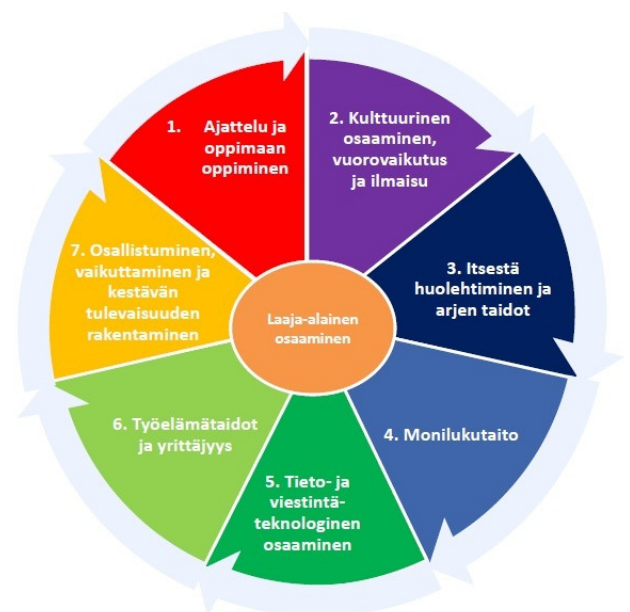 1. Ajattelu ja
oppimaan
oppiminen
2. Kulttuurinen
osaaminen,
vuorovaikutus
ja ilmaisu
3. Itsestä
huolehtiminen ja
arjen taidot
4. Monilukutaito
5. Tieto- ja
viestintä-
teknologinen
osaaminen
6. Työelämätaidot
ja yrittäjyys
7. Osallistuminen,
vaikuttaminen ja
kestävän
tulevaisuuden
rakentaminen
Laaja-alainen
osaaminen